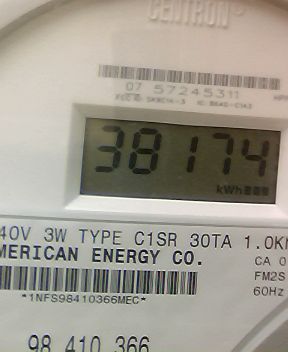 CENTRON®
07 57245311
38174
kWh
40V 3W TYPE C1SR 30TA 1.0K
MERICAN ENERGY CO.
CA 0
FM2S
60Hz
*1NFS98410366MEC*
98 410 366